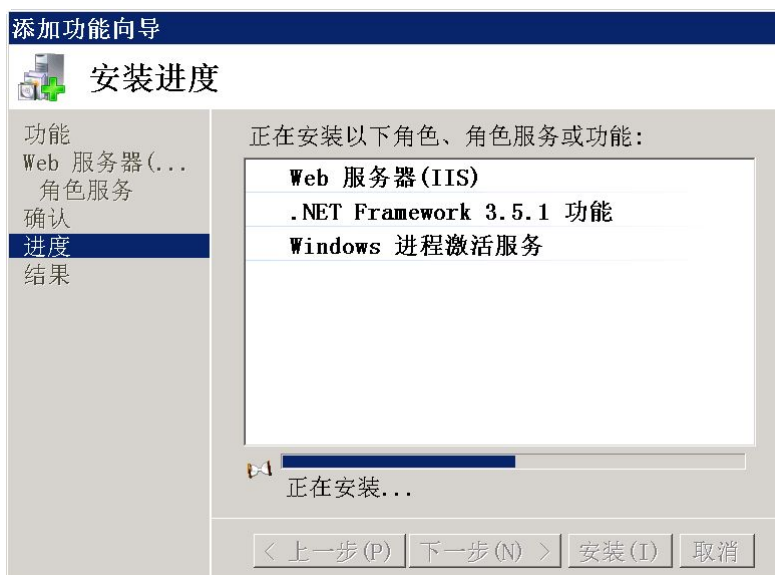 添加功能向导
安装进度
功能
Web 服务器(...
角色服务
确认
进度
结果
正在安装以下角色、角色服务或功能:
Web 服务器(IIS)
.NET Framework 3.5.1 功能
Windows 进程激活服务
正在安装...
< 上一步(P)
下一步(N) >
安装(I)
取消